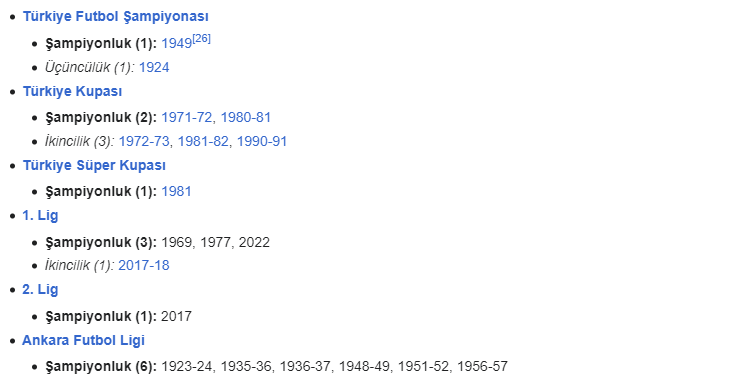 Türkiye Futbol Şampiyonası
Şampiyonluk (1): 1949[26]
Üçüncülük (1): 1924
Türkiye Kupası
Şampiyonluk (2): 1971-72, 1980-81
İkincilik (3): 1972-73, 1981-82, 1990-91
Türkiye Süper Kupası
Şampiyonluk (1): 1981
1. Lig
Şampiyonluk (3): 1969, 1977, 2022
İkincilik (1): 2017-18
2. Lig
Şampiyonluk (1): 2017
Ankara Futbol Ligi
Şampiyonluk (6): 1923-24, 1935-36, 1936-37, 1948-49, 1951-52, 1956-57